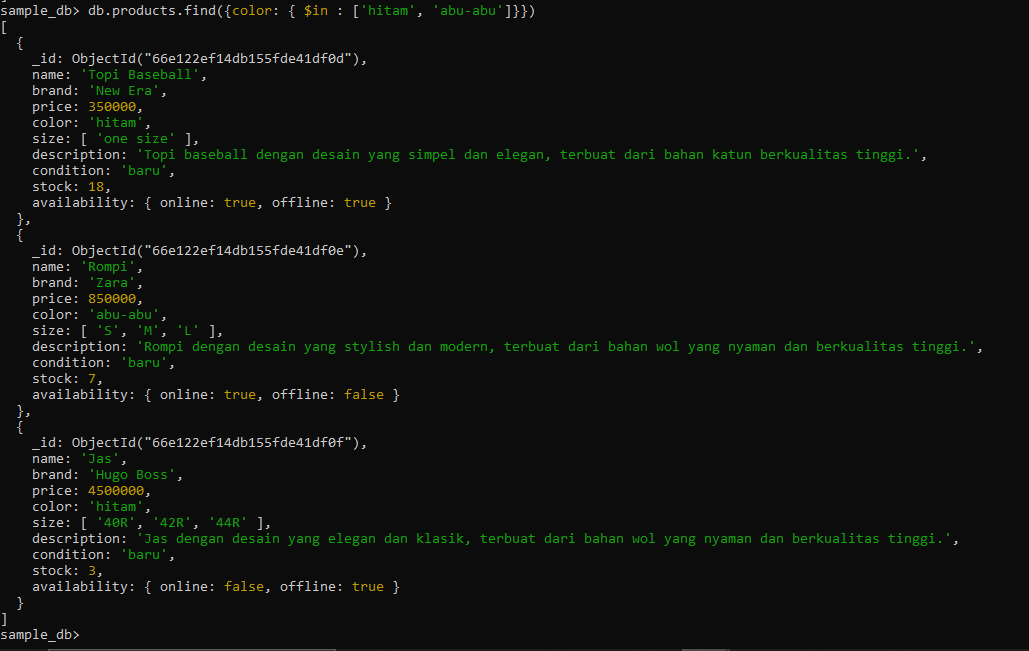 sample_db> db.products.find({color: { $in : ['hitam', 'abu-abu']}})
[
  {
    _id: ObjectId("66e122ef14db155fde41df0d"),
    name: 'Topi Baseball',
    brand: 'New Era',
    price: 350000,
    color: 'hitam',
    size: [ 'one size' ],
    description: 'Topi baseball dengan desain yang simpel dan elegan, terbuat dari bahan katun berkualitas tinggi.',
    condition: 'baru',
    stock: 18,
    availability: { online: true, offline: true }
  },
  {
    _id: ObjectId("66e122ef14db155fde41df0e"),
    name: 'Rompi',
    brand: 'Zara',
    price: 850000,
    color: 'abu-abu',
    size: [ 'S', 'M', 'L' ],
    description: 'Rompi dengan desain yang stylish dan modern, terbuat dari bahan wol yang nyaman dan berkualitas tinggi.',
    condition: 'baru',
    stock: 7,
    availability: { online: true, offline: false }
  },
  {
    _id: ObjectId("66e122ef14db155fde41df0f"),
    name: 'Jas',
    brand: 'Hugo Boss',
    price: 4500000,
    color: 'hitam',
    size: [ '40R', '42R', '44R' ],
    description: 'Jas dengan desain yang elegan dan klasik, terbuat dari bahan wol yang nyaman dan berkualitas tinggi.',
    condition: 'baru',
    stock: 3,
    availability: { online: false, offline: true }
  }
]
sample_db>